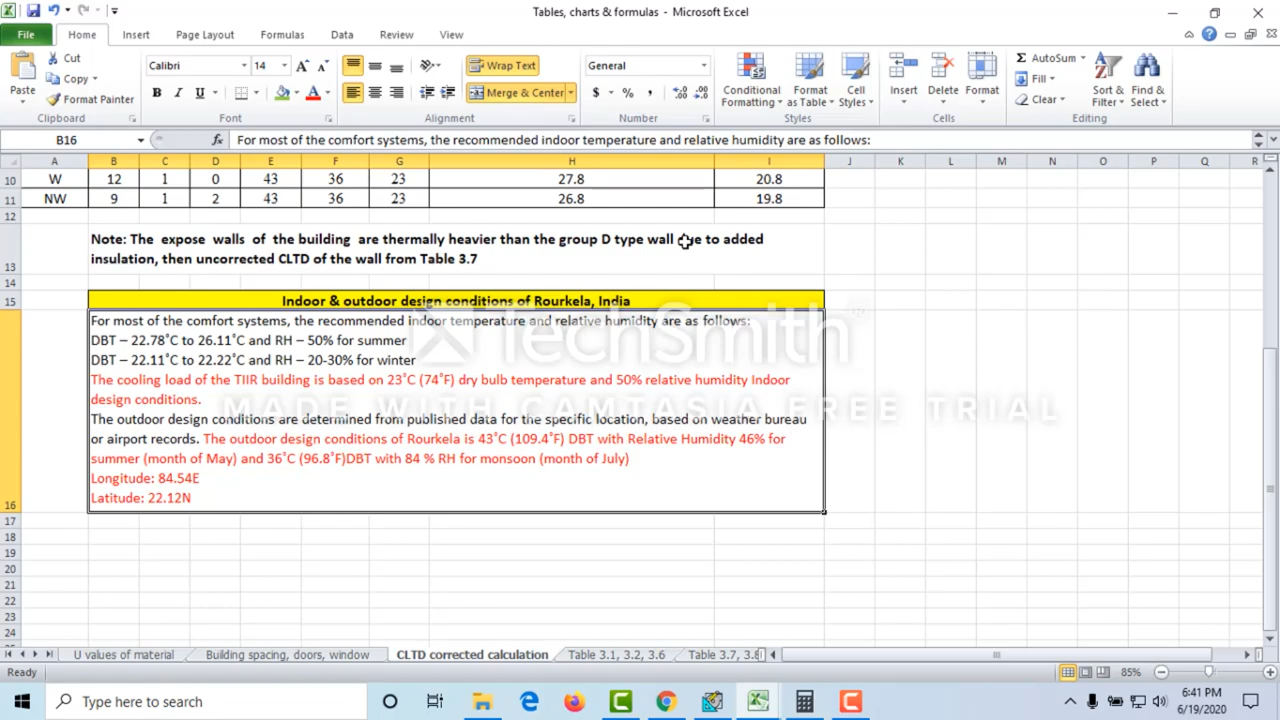 Tables, charts & formulas - Microsoft Excel
File Home Insert Page Layout Formulas Data Review View
Paste Cut Copy Format Painter Clipboard
Calibri 14 A A B I U A Font
Wrap Text Merge & Center Alignment
General $ % , .0 .00 .00 .0 Number
Conditional Formatting Format as Table Cell Styles Styles
Insert Delete Format Cells
Σ AutoSum Fill Clear Sort & Filter Find & Select Editing
B16 fx For most of the comfort systems, the recommended indoor temperature and relative humidity are as follows:
A B C D E F G H I J K L M N O P Q R
10 W 12 1 0 43 36 23 27.8 20.8
11 NW 9 1 2 43 36 23 26.8 19.8
12
Note: The expose walls of the building are thermally heavier than the group D type wall due to added
13 insulation, then uncorrected CLTD of the wall from Table 3.7
14
15 Indoor & outdoor design conditions of Rourkela, India
For most of the comfort systems, the recommended indoor temperature and relative humidity are as follows:
DBT – 22.78˚C to 26.11˚C and RH – 50% for summer
DBT – 22.11˚C to 22.22˚C and RH – 20-30% for winter
The cooling load of the TIIR building is based on 23˚C (74˚F) dry bulb temperature and 50% relative humidity Indoor
design conditions.
The outdoor design conditions are determined from published data for the specific location, based on weather bureau
or airport records. The outdoor design conditions of Rourkela is 43˚C (109.4˚F) DBT with Relative Humidity 46% for
summer (month of May) and 36˚C (96.8˚F)DBT with 84 % RH for monsoon (month of July)
Longitude: 84.54E
Latitude: 22.12N
16
17
18
19
20
21
22
23
24
TechSmith
MADE WITH CAMTASIA FREE TRIAL
U values of material Building spacing, doors, window CLTD corrected calculation Table 3.1, 3.2, 3.6 Table 3.7, 3.8
Ready 85%
Type here to search
6:41 PM
6/19/2020